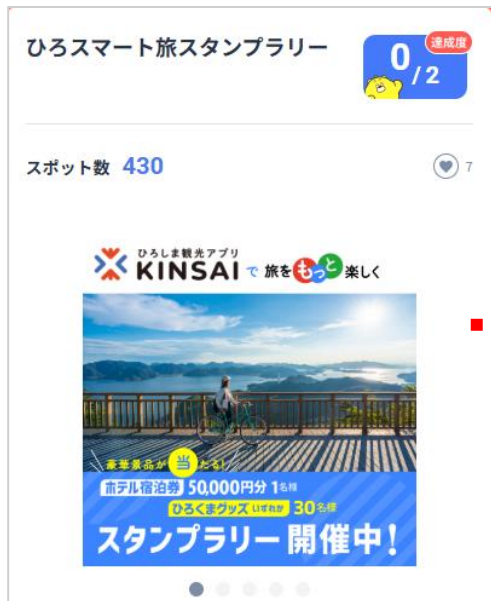 ひろスマート旅スタンプラリー
達成度
0/2
スポット数 430
7
ひろしま観光アプリ
KINSAI で 旅をもっと楽しく
豪華景品が当たる!
ホテル宿泊券 50,000円分 1名様
ひろくまグッズ いずれか 30名様
スタンプラリー開催中!